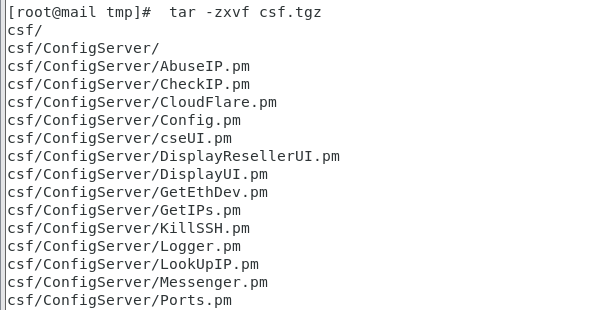 [root@mail tmp]#  tar -zxvf csf.tgz
csf/
csf/ConfigServer/
csf/ConfigServer/AbuseIP.pm
csf/ConfigServer/CheckIP.pm
csf/ConfigServer/CloudFlare.pm
csf/ConfigServer/Config.pm
csf/ConfigServer/cseUI.pm
csf/ConfigServer/DisplayResellerUI.pm
csf/ConfigServer/DisplayUI.pm
csf/ConfigServer/GetEthDev.pm
csf/ConfigServer/GetIPs.pm
csf/ConfigServer/KillSSH.pm
csf/ConfigServer/Logger.pm
csf/ConfigServer/LookUpIP.pm
csf/ConfigServer/Messenger.pm
csf/ConfigServer/Ports.pm